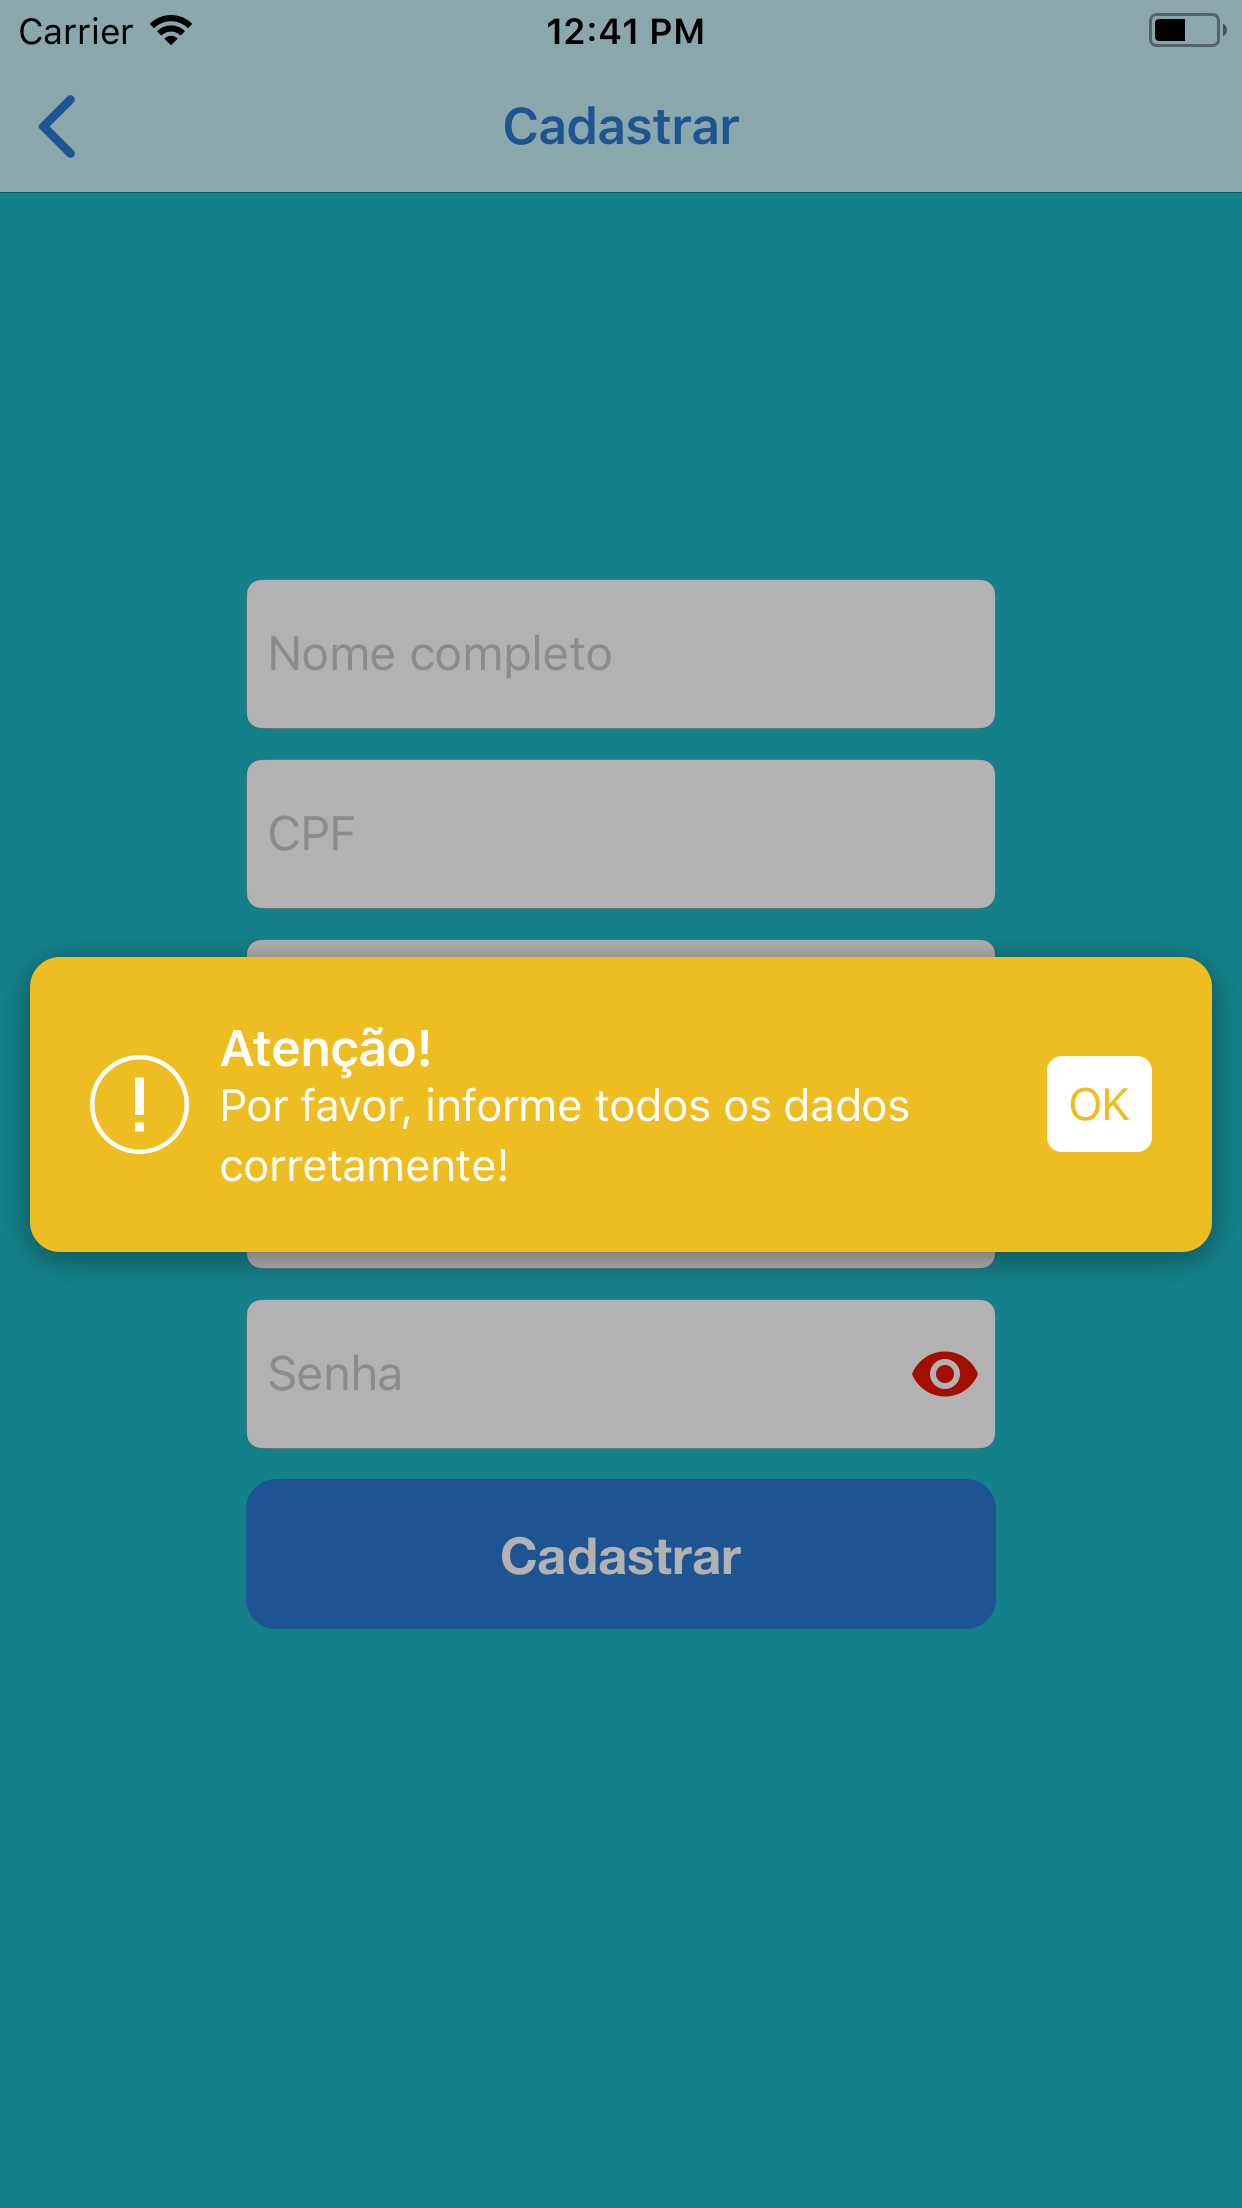 Carrier 12:41 PM
Cadastrar
Nome completo
CPF
Atenção!
Por favor, informe todos os dados
corretamente!
OK
Senha
Cadastrar